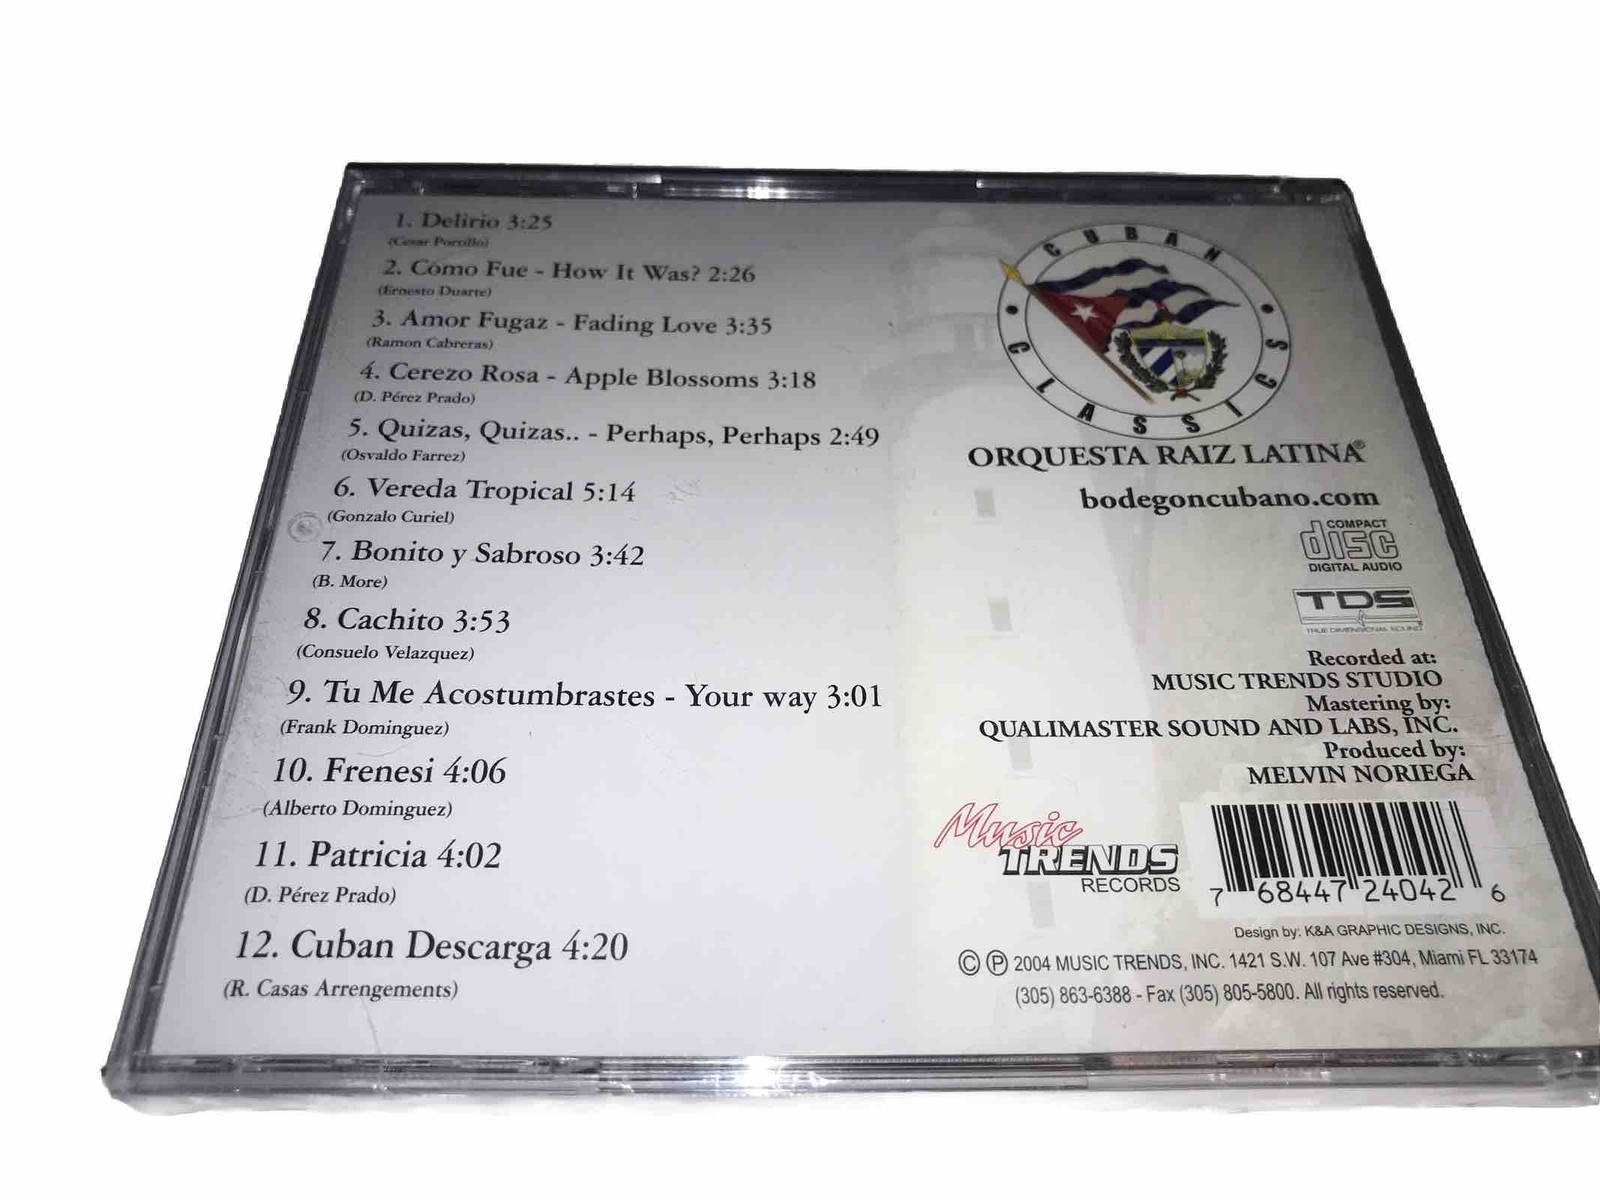 1. Delirio 3:25
(Cesar Porollo)
2. Como Fue - How It Was? 2:26
(Ernesto Duarte)
3. Amor Fugaz - Fading Love 3:35
(Ramon Cabreras)
4. Cerezo Rosa - Apple Blossoms 3:18
(D. Pérez Prado)
5. Quizas, Quizas.. - Perhaps, Perhaps 2:49
(Osvaldo Farrez)
6. Vereda Tropical 5:14
(Gonzalo Curiel)
7. Bonito y Sabroso 3:42
(B. More)
8. Cachito 3:53
(Consuelo Velazquez)
9. Tu Me Acostumbrastes - Your way 3:01
(Frank Dominguez)
10. Frenesi 4:06
(Alberto Dominguez)
11. Patricia 4:02
(D. Pérez Prado)
12. Cuban Descarga 4:20
(R. Casas Arrengements)
CUBAN
• CLASSICS •
ORQUESTA RAIZ LATINA®
bodegoncubano.com
COMPACT
disc
DIGITAL AUDIO
TDS
TRUE DIMENSIONAL SOUND
Recorded at:
MUSIC TRENDS STUDIO
Mastering by:
QUALIMASTER SOUND AND LABS, INC.
Produced by:
MELVIN NORIEGA
Music
TRENDS
RECORDS
7 68447 24042 6
Design by: K&A GRAPHIC DESIGNS, INC.
© ℗ 2004 MUSIC TRENDS, INC. 1421 S.W. 107 Ave #304, Miami FL 33174
(305) 863-6388 - Fax (305) 805-5800. All rights reserved.